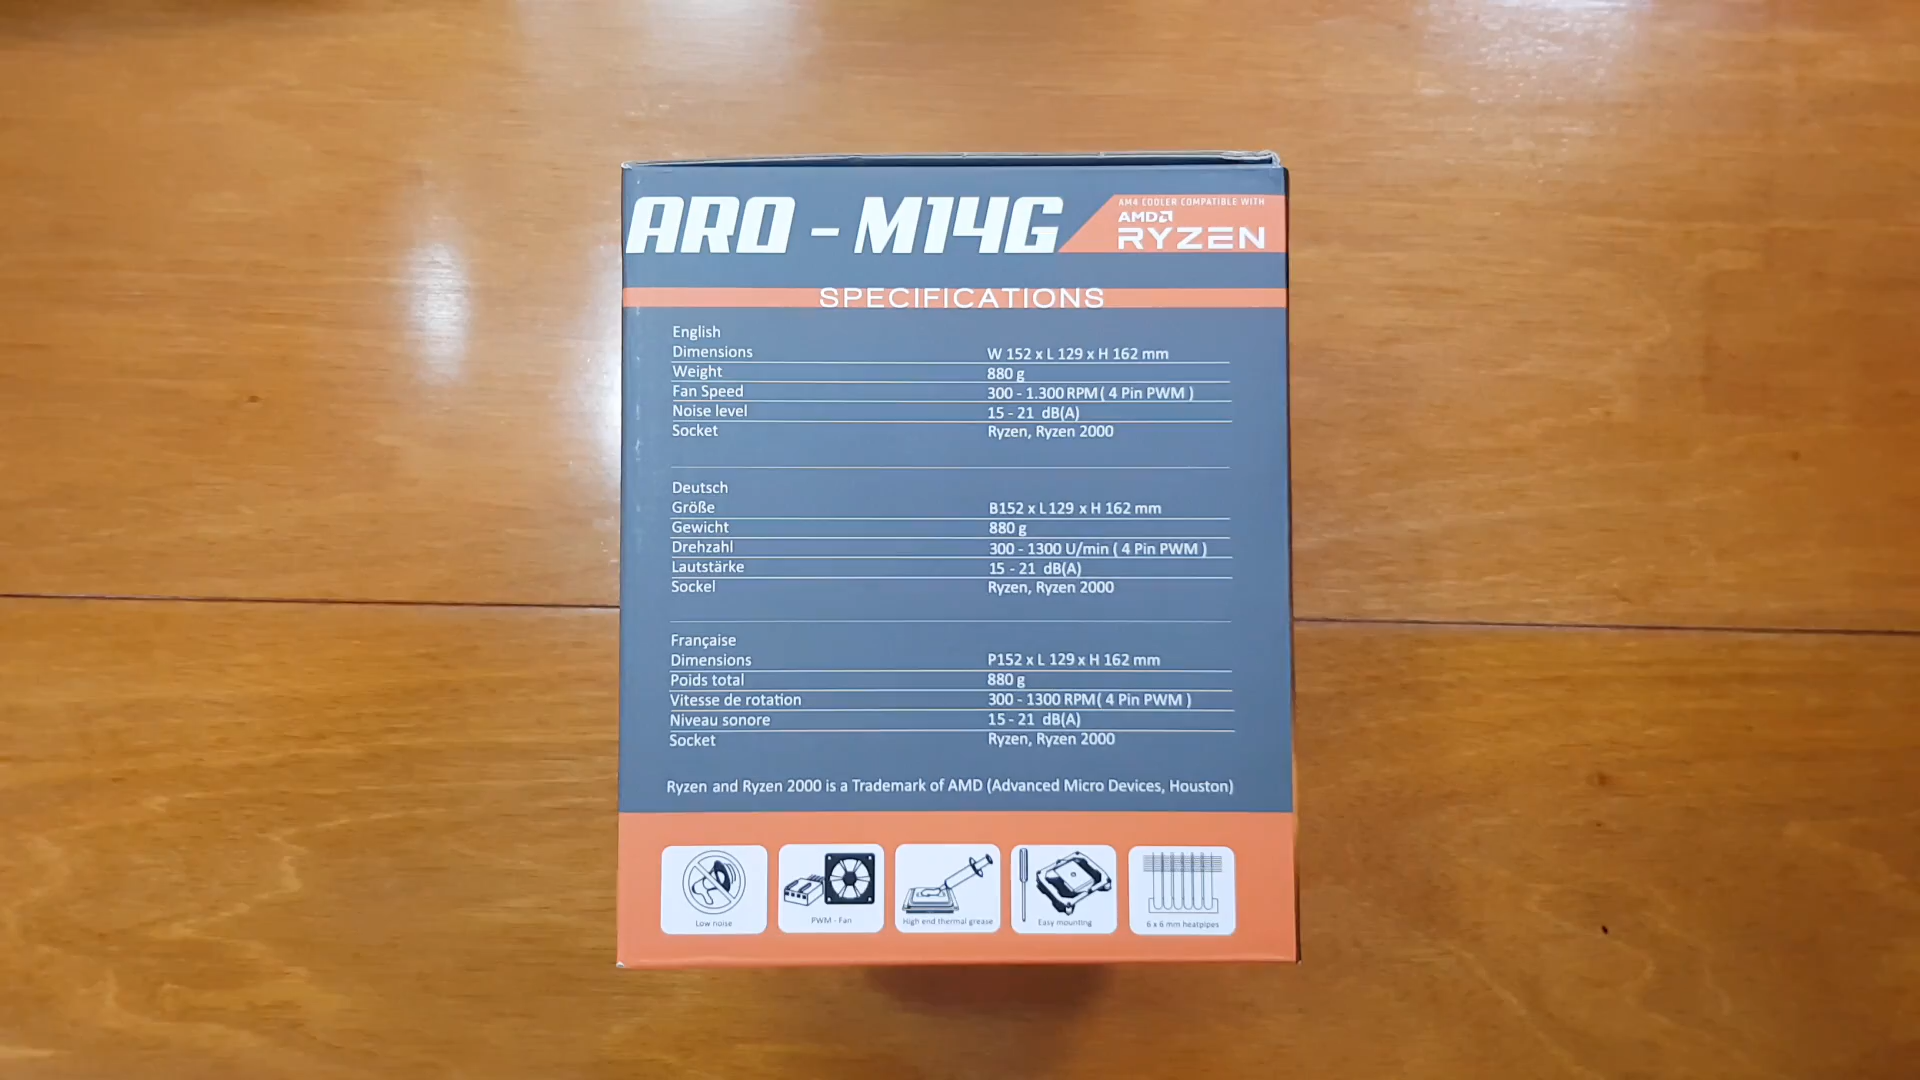 ARO - M14G
AM4 COOLER COMPATIBLE WITH
AMD
RYZEN
SPECIFICATIONS
English
Dimensions W 152 x L 129 x H 162 mm
Weight 880 g
Fan Speed 300 - 1.300 RPM ( 4 Pin PWM )
Noise level 15 - 21 dB(A)
Socket Ryzen, Ryzen 2000
Deutsch
Größe B152 x L129 x H 162 mm
Gewicht 880 g
Drehzahl 300 - 1300 U/min ( 4 Pin PWM )
Lautstärke 15 - 21 dB(A)
Sockel Ryzen, Ryzen 2000
Française
Dimensions P152 x L 129 x H 162 mm
Poids total 880 g
Vitesse de rotation 300 - 1300 RPM ( 4 Pin PWM )
Niveau sonore 15 - 21 dB(A)
Socket Ryzen, Ryzen 2000
Ryzen and Ryzen 2000 is a Trademark of AMD (Advanced Micro Devices, Houston)
Low noise
PWM - Fan
High end thermal grease
Easy mounting
6 x 6 mm heatpipes